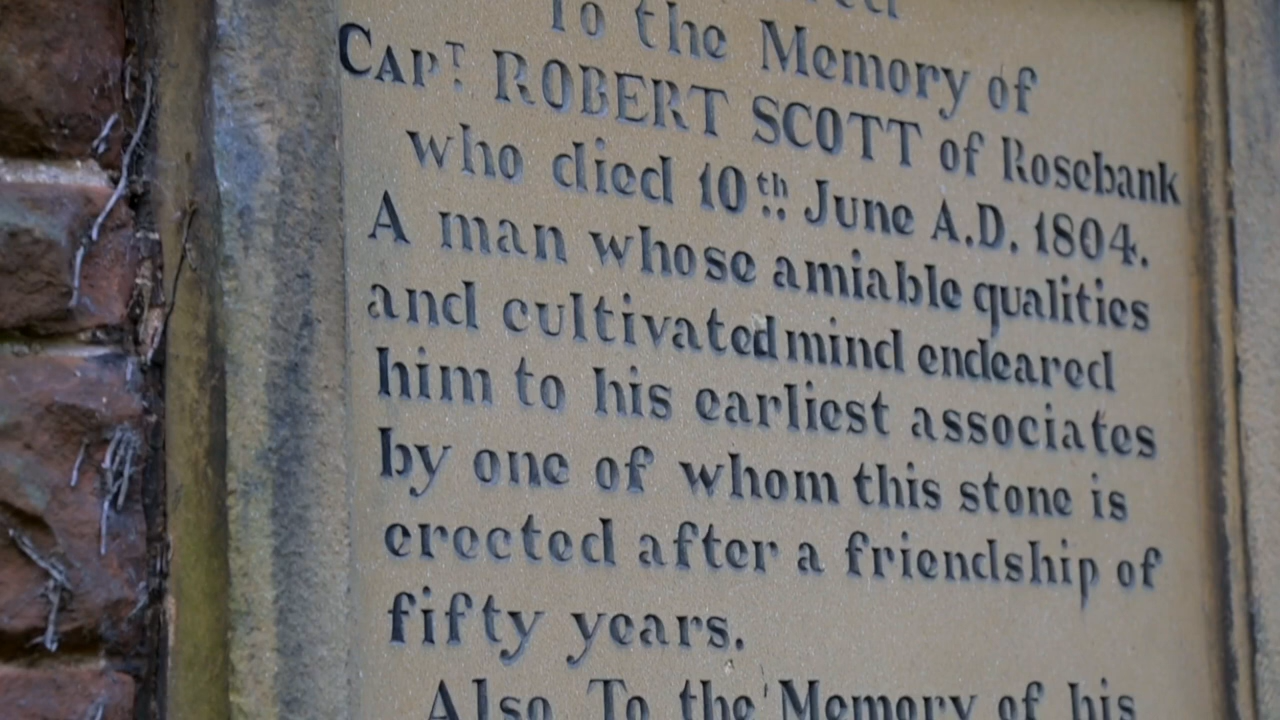 To the Memory of
CAPT. ROBERT SCOTT of Rosebank
who died 10th June A.D. 1804.
A man whose amiable qualities
and cultivated mind endeared
him to his earliest associates
by one of whom this stone is
erected after a friendship of
fifty years.
Also To the Memory of his